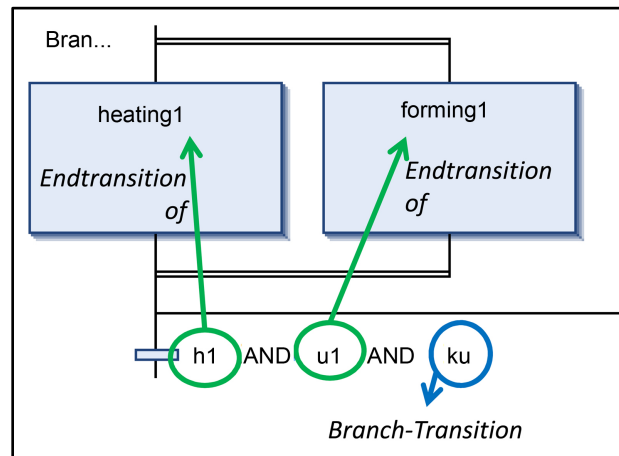 Bran...
heating1
forming1
Endtransition
of
Endtransition
of
h1 AND u1 AND ku
Branch-Transition